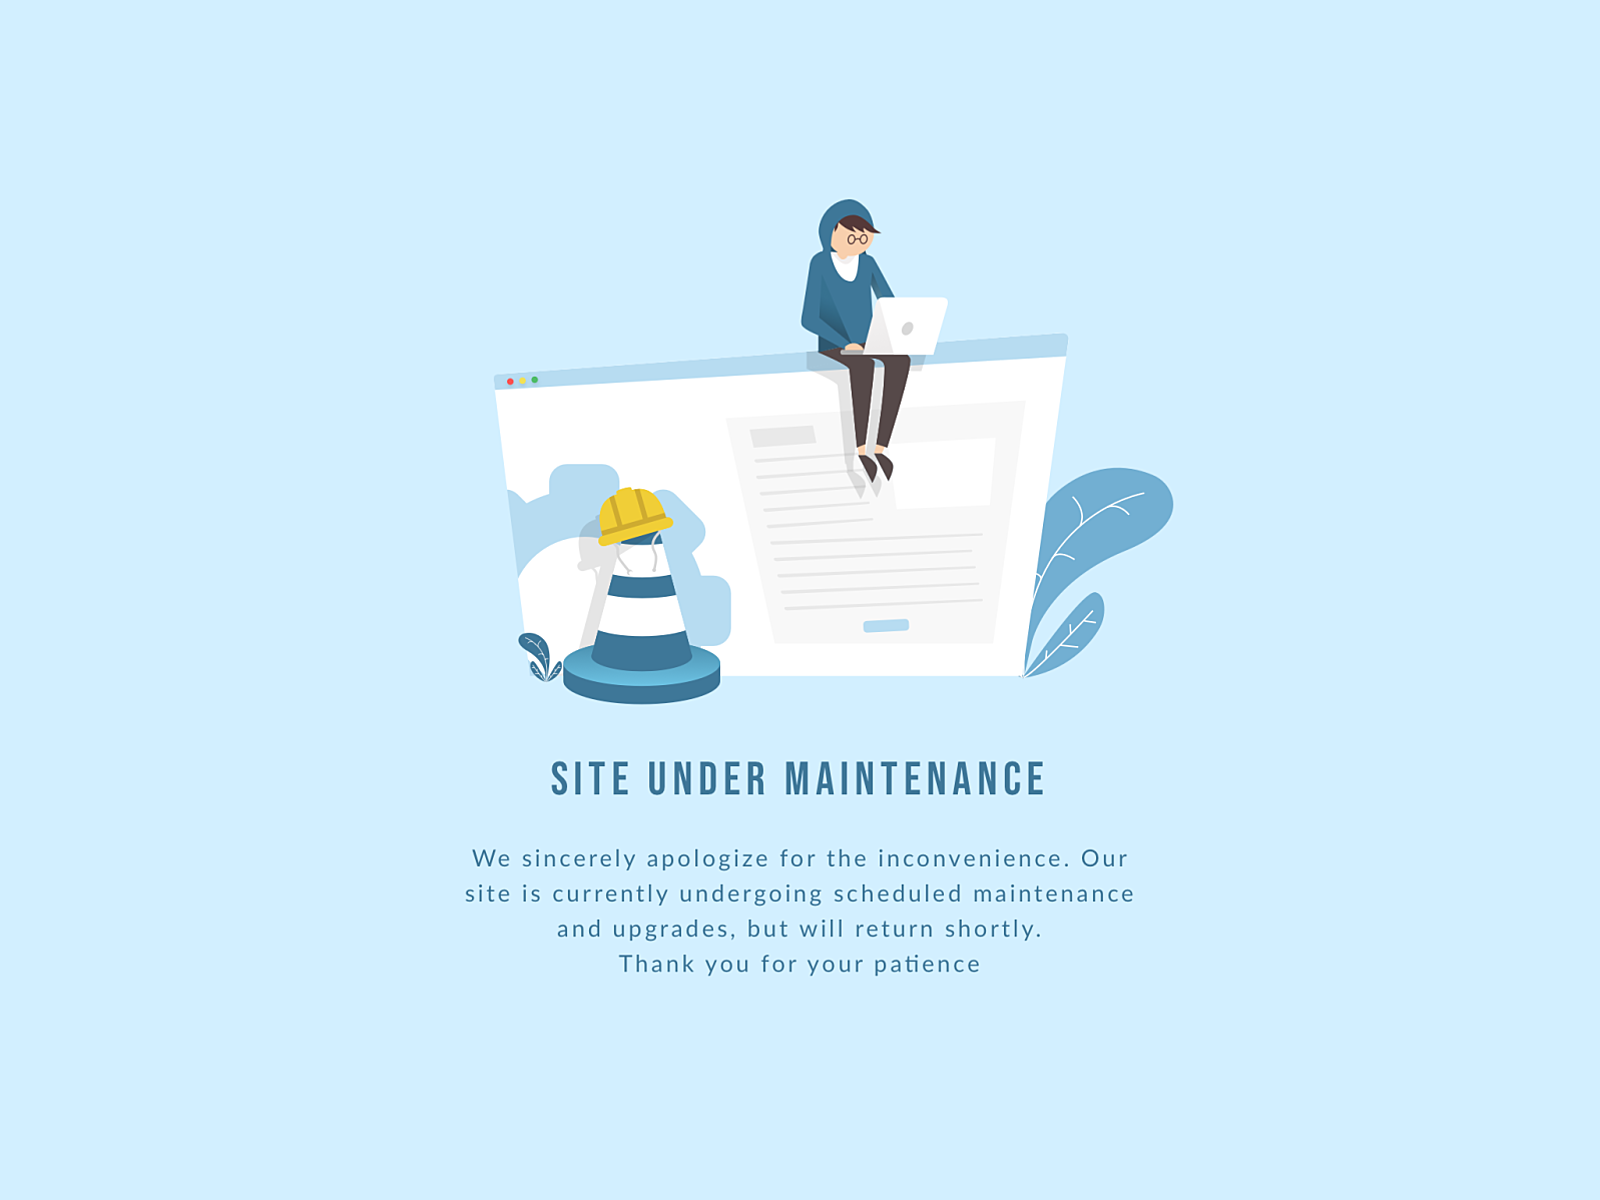 SITE UNDER MAINTENANCE
We sincerely apologize for the inconvenience. Our
site is currently undergoing scheduled maintenance
and upgrades, but will return shortly.
Thank you for your patience